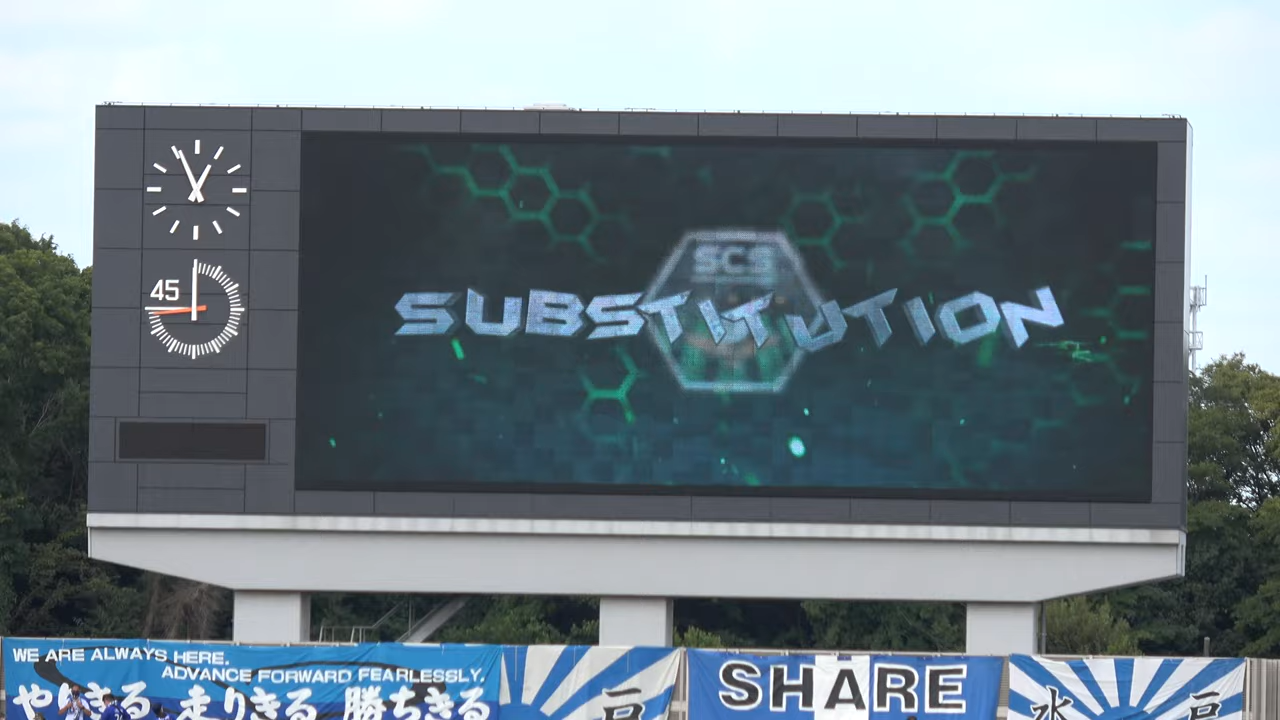 45
SCS
SUBSTITUTION
WE ARE ALWAYS HERE.
ADVANCE FORWARD FEARLESSLY.
やりきる 走りきる 勝ちきる
SHARE
水戸